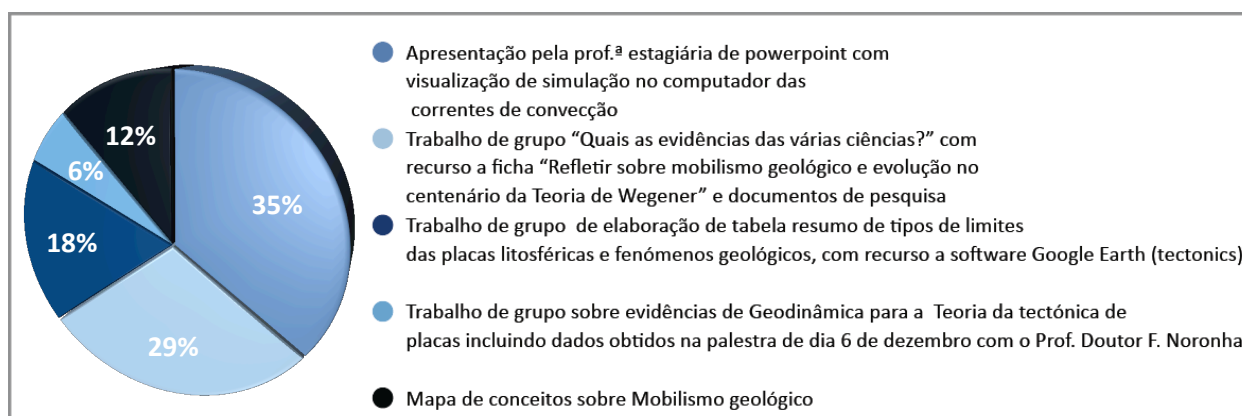 12%
6%
35%
18%
29%
Apresentação pela prof.ª estagiária de powerpoint com
visualização de simulação no computador das
correntes de convecção
Trabalho de grupo “Quais as evidências das várias ciências?” com
recurso a ficha “Refletir sobre mobilismo geológico e evolução no
centenário da Teoria de Wegener” e documentos de pesquisa
Trabalho de grupo de elaboração de tabela resumo de tipos de limites
das placas litosféricas e fenómenos geológicos, com recurso a software Google Earth (tectonics)
Trabalho de grupo sobre evidências de Geodinâmica para a Teoria da tectónica de
placas incluindo dados obtidos na palestra de dia 6 de dezembro com o Prof. Doutor F. Noronha
Mapa de conceitos sobre Mobilismo geológico